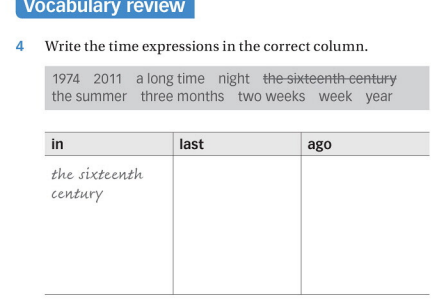 Vocabulary review
4 Write the time expressions in the correct column.
1974 2011 a long time night the sixteenth century
the summer three months two weeks week year
in last ago
the sixteenth
century